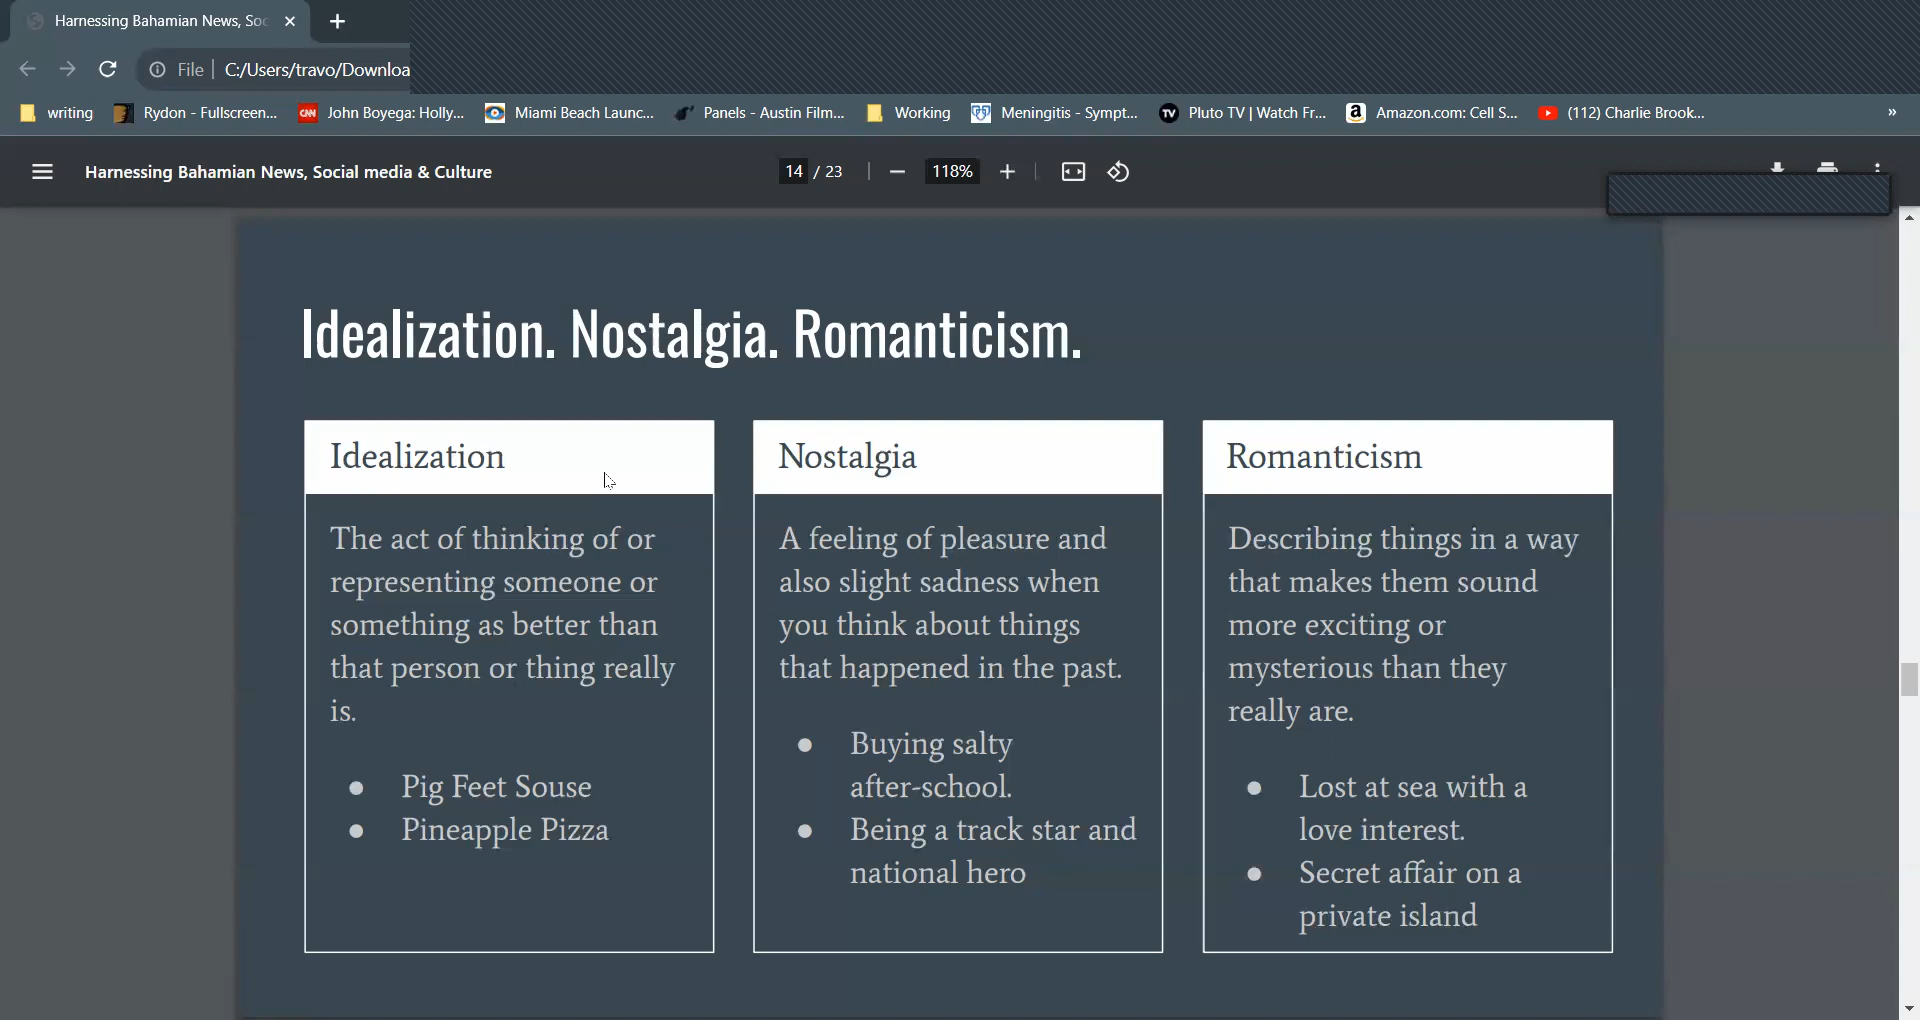 Harnessing Bahamian News, Soc
File
C:/Users/travo/Downloa
writing
Rydon - Fullscreen...
CNN
John Boyega: Holly...
Miami Beach Launc...
Panels - Austin Film...
Working
Meningitis - Sympt...
TV
Pluto TV | Watch Fr...
a
Amazon.com: Cell S...
(112) Charlie Brook...
»
Harnessing Bahamian News, Social media & Culture
14 / 23
118%
Idealization. Nostalgia. Romanticism.
Idealization
The act of thinking of or
representing someone or
something as better than
that person or thing really
is.
● Pig Feet Souse
● Pineapple Pizza
Nostalgia
A feeling of pleasure and
also slight sadness when
you think about things
that happened in the past.
● Buying salty
after-school.
● Being a track star and
national hero
Romanticism
Describing things in a way
that makes them sound
more exciting or
mysterious than they
really are.
● Lost at sea with a
love interest.
● Secret affair on a
private island